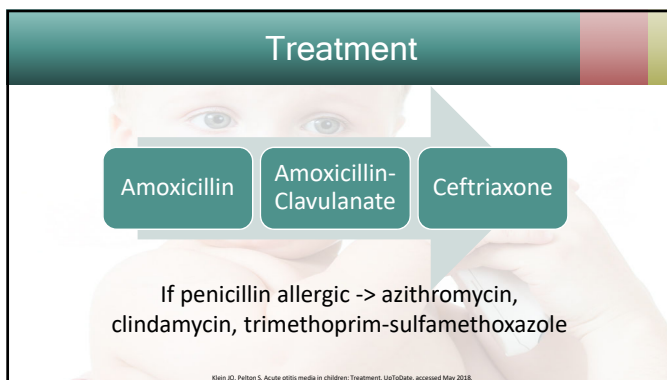 Treatment
Amoxicillin
Amoxicillin-
Clavulanate
Ceftriaxone
If penicillin allergic -> azithromycin,
clindamycin, trimethoprim-sulfamethoxazole
Klein JO, Pelton S. Acute otitis media in children: Treatment. UpToDate, accessed May 2018.